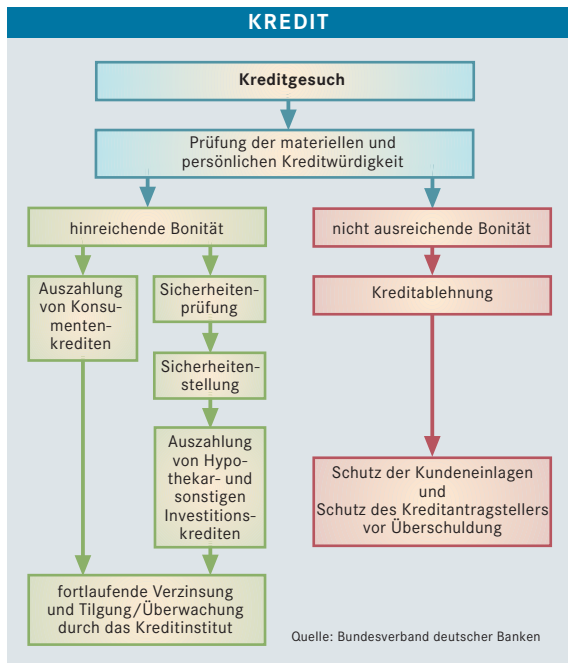 KREDIT
Kreditgesuch
Prüfung der materiellen und
persönlichen Kreditwürdigkeit
hinreichende Bonität
nicht ausreichende Bonität
Auszahlung
von Konsu-
menten-
krediten
Sicherheiten-
prüfung
Kreditablehnung
Sicherheiten-
stellung
Auszahlung
von Hypo-
thekar- und
sonstigen
Investitions-
krediten
Schutz der Kundeneinlagen
und
Schutz des Kreditantragstellers
vor Überschuldung
fortlaufende Verzinsung
und Tilgung/Überwachung
durch das Kreditinstitut
Quelle: Bundesverband deutscher Banken